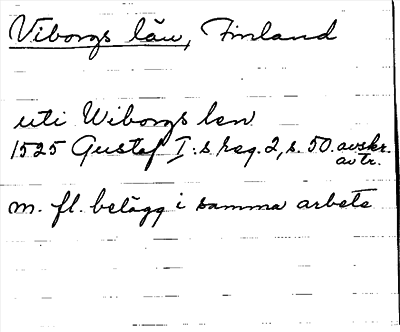 Viborgs län, Finland
uti Wiborgs len
1525 Gustaf I:s reg. 2, s. 50. avskr.
av tr.
m. fl. belägg i samma arbete